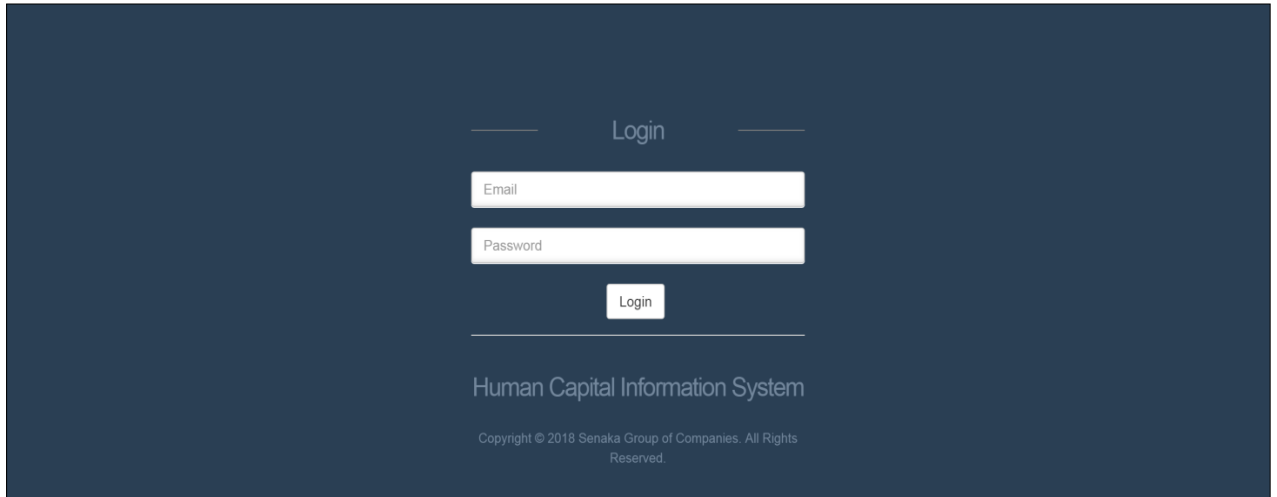 Login
Email
Password
Login
Human Capital Information System
Copyright © 2018 Senaka Group of Companies. All Rights
Reserved.